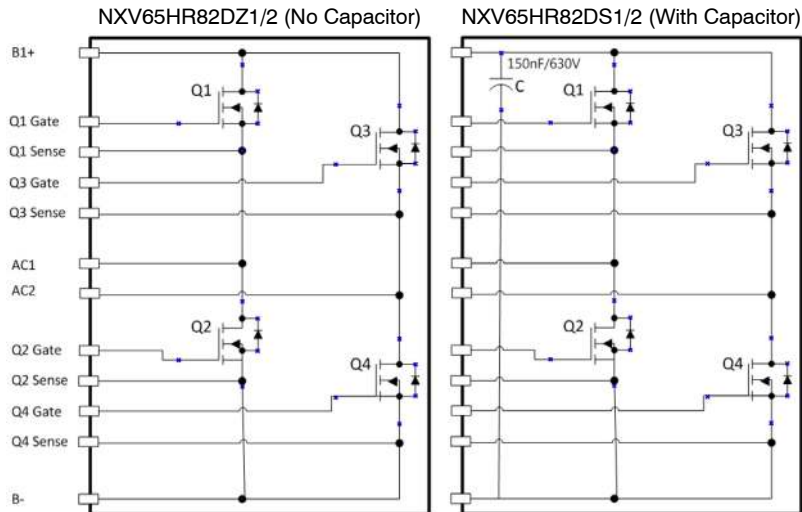 NXV65HR82DZ1/2 (No Capacitor)
NXV65HR82DS1/2 (With Capacitor)
B1+
150nF/630V
C
Q1
Q1
Q1 Gate
Q3
Q3
Q1 Sense
Q3 Gate
Q3 Sense
AC1
AC2
Q2
Q2
Q2 Gate
Q4
Q4
Q2 Sense
Q4 Gate
Q4 Sense
B-